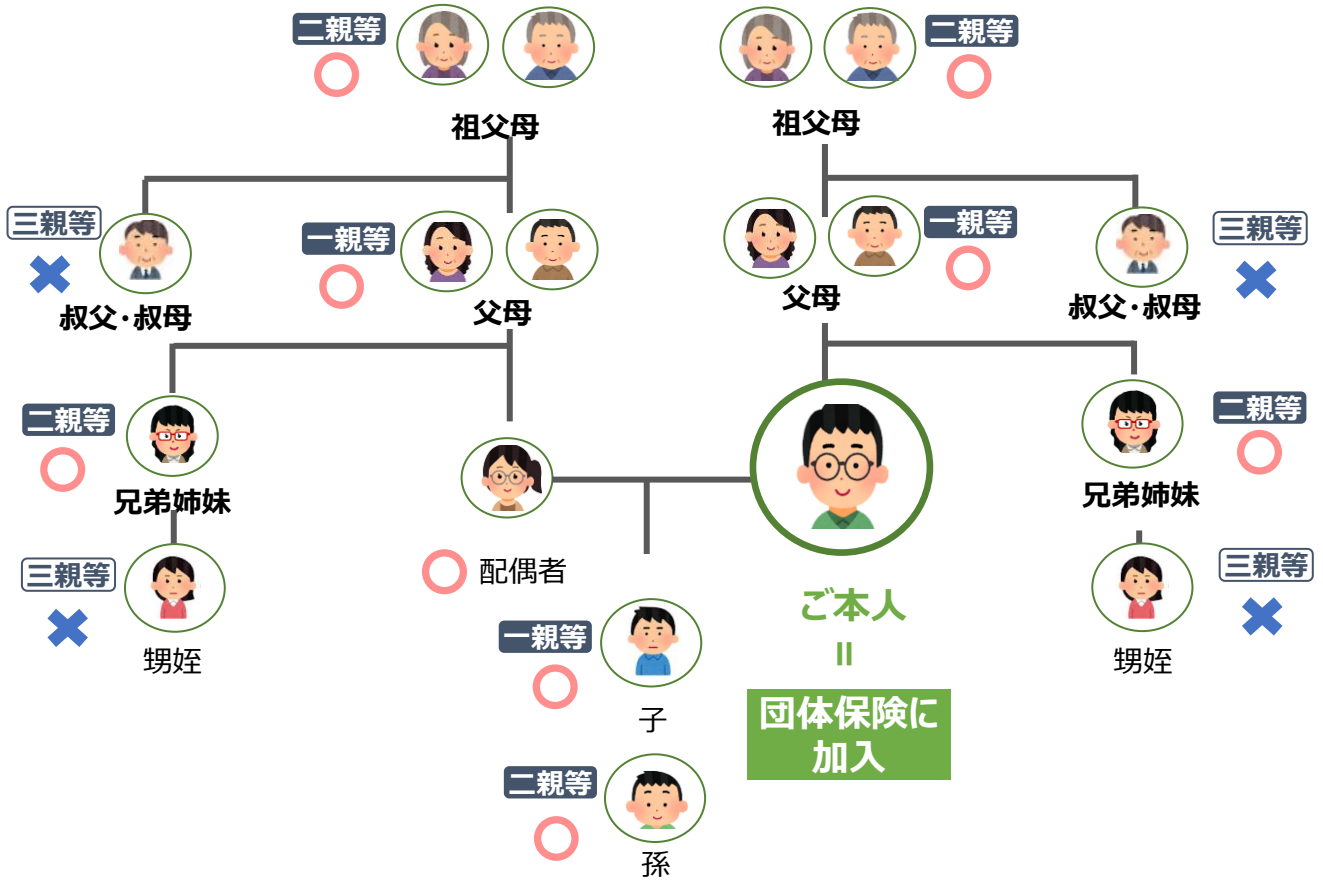 二親等
二親等
祖父母
祖父母
三親等
一親等
一親等
三親等
叔父・叔母
父母
父母
叔父・叔母
二親等
二親等
兄弟姉妹
兄弟姉妹
三親等
配偶者
三親等
ご本人
=
甥姪
一親等
甥姪
子
団体保険に
加入
二親等
孫